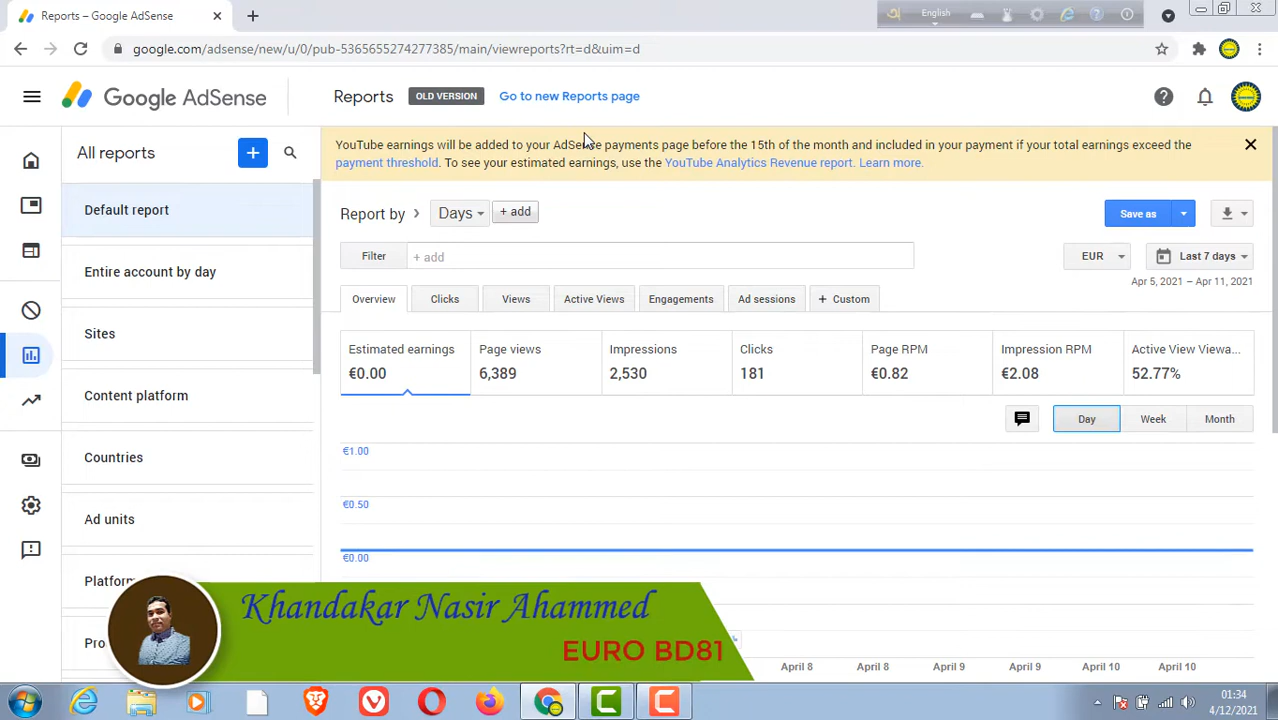 Reports – Google AdSense
English
google.com/adsense/new/u/0/pub-5365655274277385/main/viewreports?rt=d&uim=d
Google AdSense
Reports
OLD VERSION
Go to new Reports page
All reports
YouTube earnings will be added to your AdSense payments page before the 15th of the month and included in your payment if your total earnings exceed the
payment threshold. To see your estimated earnings, use the YouTube Analytics Revenue report. Learn more.
Default report
Entire account by day
Sites
Content platform
Countries
Ad units
Platfor
Pro
Report by
Days
+ add
Save as
Filter
+ add
EUR
Last 7 days
Apr 5, 2021 – Apr 11, 2021
Overview
Clicks
Views
Active Views
Engagements
Ad sessions
+ Custom
Estimated earnings
€0.00
Page views
6,389
Impressions
2,530
Clicks
181
Page RPM
€0.82
Impression RPM
€2.08
Active View Viewa...
52.77%
Day
Week
Month
€1.00
€0.50
€0.00
April 8
April 8
April 9
April 9
April 10
April 10
Khandakar Nasir Ahammed
EURO BD81
01:34
4/12/2021